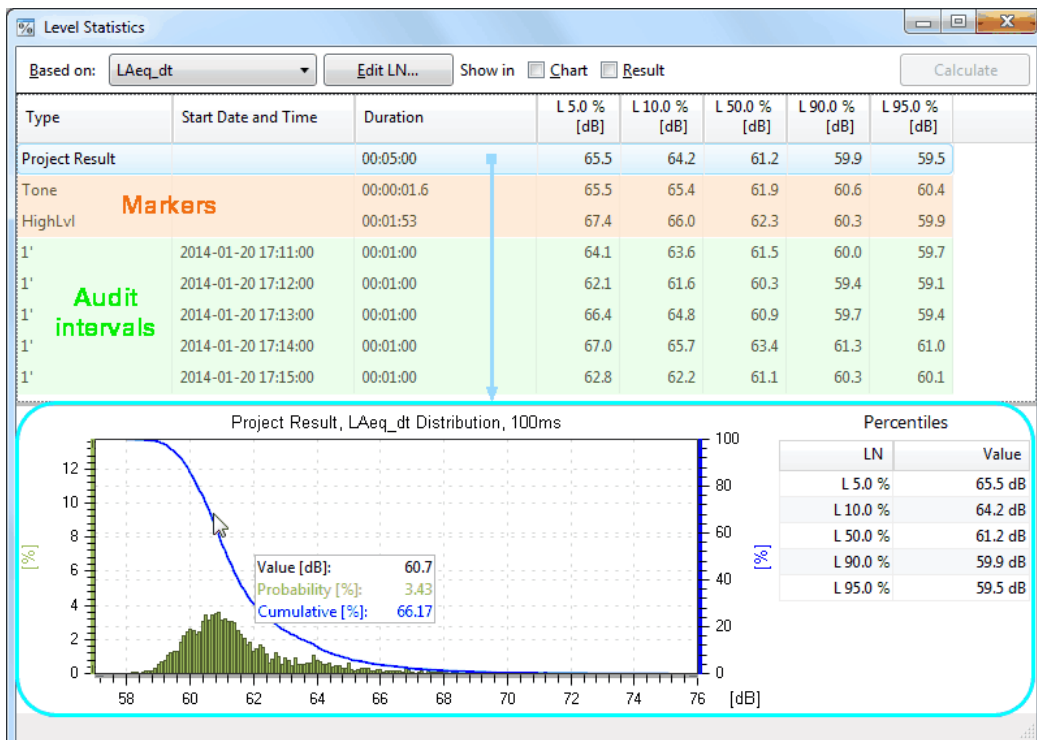 Level Statistics
Based on: LAeq_dt Edit LN... Show in Chart Result Calculate
Type Start Date and Time Duration L 5.0 % [dB] L 10.0 % [dB] L 50.0 % [dB] L 90.0 % [dB] L 95.0 % [dB]
Project Result 00:05:00 65.5 64.2 61.2 59.9 59.5
Tone 00:00:01.6 65.5 65.4 61.9 60.6 60.4
Markers
HighLvl 00:01:53 67.4 66.0 62.3 60.3 59.9
1' 2014-01-20 17:11:00 00:01:00 64.1 63.6 61.5 60.0 59.7
1' 2014-01-20 17:12:00 00:01:00 62.1 61.6 60.3 59.4 59.1
Audit
intervals
1' 2014-01-20 17:13:00 00:01:00 66.4 64.8 60.9 59.7 59.4
1' 2014-01-20 17:14:00 00:01:00 67.0 65.7 63.4 61.3 61.0
1' 2014-01-20 17:15:00 00:01:00 62.8 62.2 61.1 60.3 60.1
Project Result, LAeq_dt Distribution, 100ms
12
10
8
6
4
2
0
[%]
100
80
60
40
20
0
[%]
Value [dB]: 60.7
Probability [%]: 3.43
Cumulative [%]: 66.17
58 60 62 64 66 68 70 72 74 76 [dB]
Percentiles
LN Value
L 5.0 % 65.5 dB
L 10.0 % 64.2 dB
L 50.0 % 61.2 dB
L 90.0 % 59.9 dB
L 95.0 % 59.5 dB